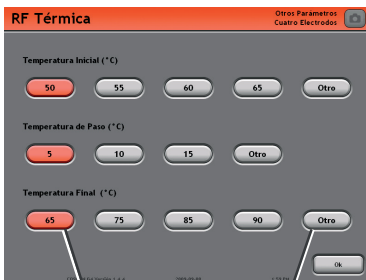 RF Térmica
Otros Parámetros
Cuatro Electrodos
Temperatura Inicial (°C)
50 55 60 65 Otro
Temperatura de Paso (°C)
5 10 15 Otro
Temperatura Final (°C)
65 75 85 90 Otro
Ok